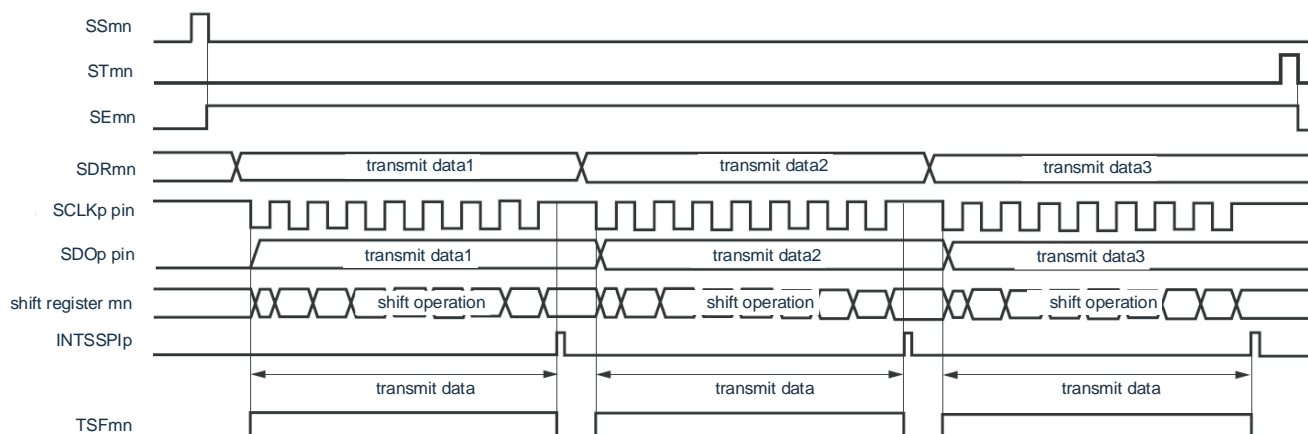 SSmn
STmn
SEmn
SDRmn transmit data1 transmit data2 transmit data3
SCLKp pin
SDOp pin transmit data1 transmit data2 transmit data3
shift register mn shift operation shift operation shift operation
INTSSPIp
transmit data transmit data transmit data
TSFmn